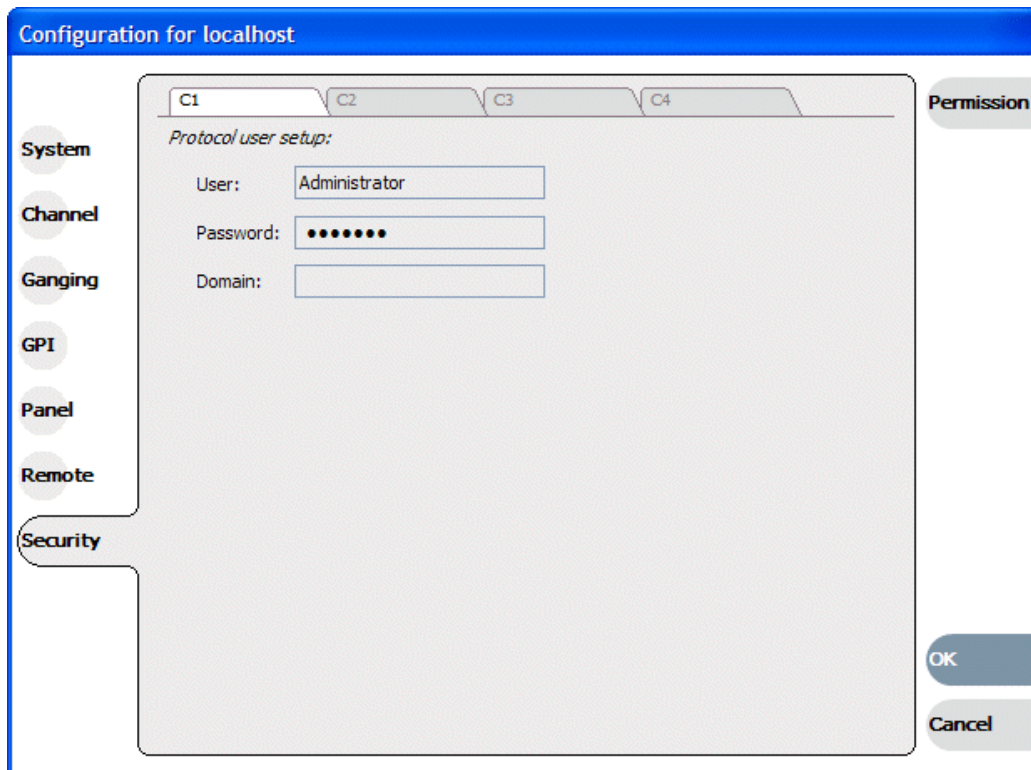 Configuration for localhost
C1 C2 C3 C4
Permission
Protocol user setup:
User: Administrator
Password: •••••••
Domain:
System
Channel
Ganging
GPI
Panel
Remote
Security
OK
Cancel